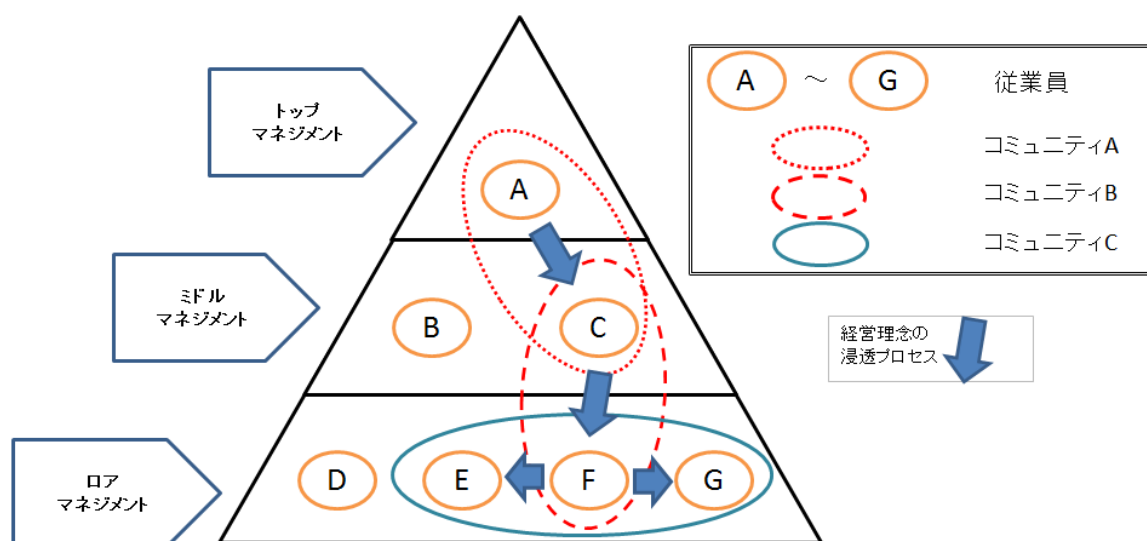 トップ
マネジメント
A
ミドル
マネジメント
B
C
ロア
マネジメント
D
E
F
G
A ～ G 従業員
コミュニティA
コミュニティB
コミュニティC
経営理念の
浸透プロセス